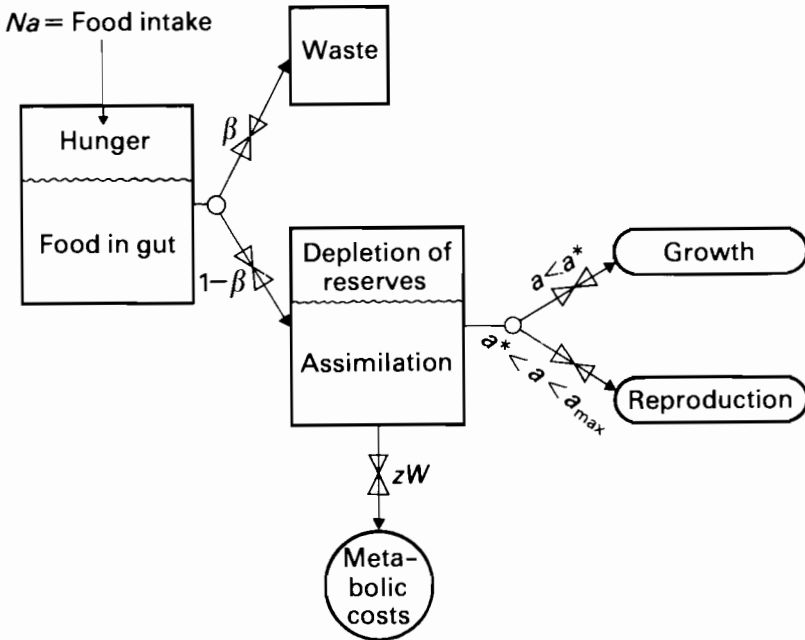 Na = Food intake
Waste
Hunger
β
Food in gut
1−β
Depletion of
reserves
Assimilation
a < a*
Growth
a* < a < a_max
Reproduction
zW
Meta-
bolic
costs